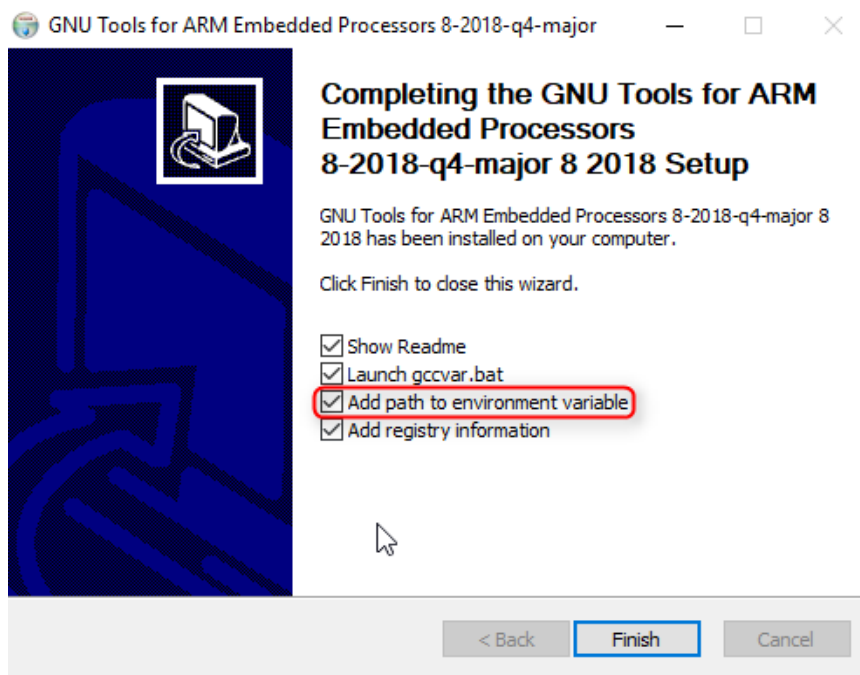 GNU Tools for ARM Embedded Processors 8-2018-q4-major
Completing the GNU Tools for ARM
Embedded Processors
8-2018-q4-major 8 2018 Setup
GNU Tools for ARM Embedded Processors 8-2018-q4-major 8
2018 has been installed on your computer.
Click Finish to close this wizard.
Show Readme
Launch gccvar.bat
Add path to environment variable
Add registry information
< Back
Finish
Cancel